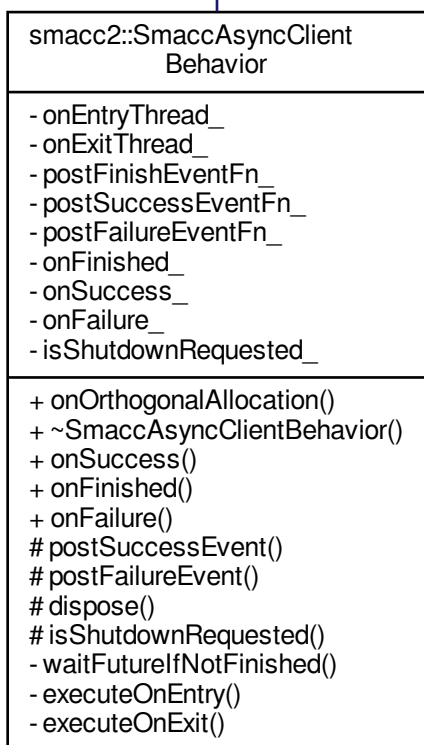 smacc2::SmaccAsyncClient
Behavior
- onEntryThread_
- onExitThread_
- postFinishEventFn_
- postSuccessEventFn_
- postFailureEventFn_
- onFinished_
- onSuccess_
- onFailure_
- isShutdownRequested_
+ onOrthogonalAllocation()
+ ~SmaccAsyncClientBehavior()
+ onSuccess()
+ onFinished()
+ onFailure()
# postSuccessEvent()
# postFailureEvent()
# dispose()
# isShutdownRequested()
- waitFutureIfNotFinished()
- executeOnEntry()
- executeOnExit()